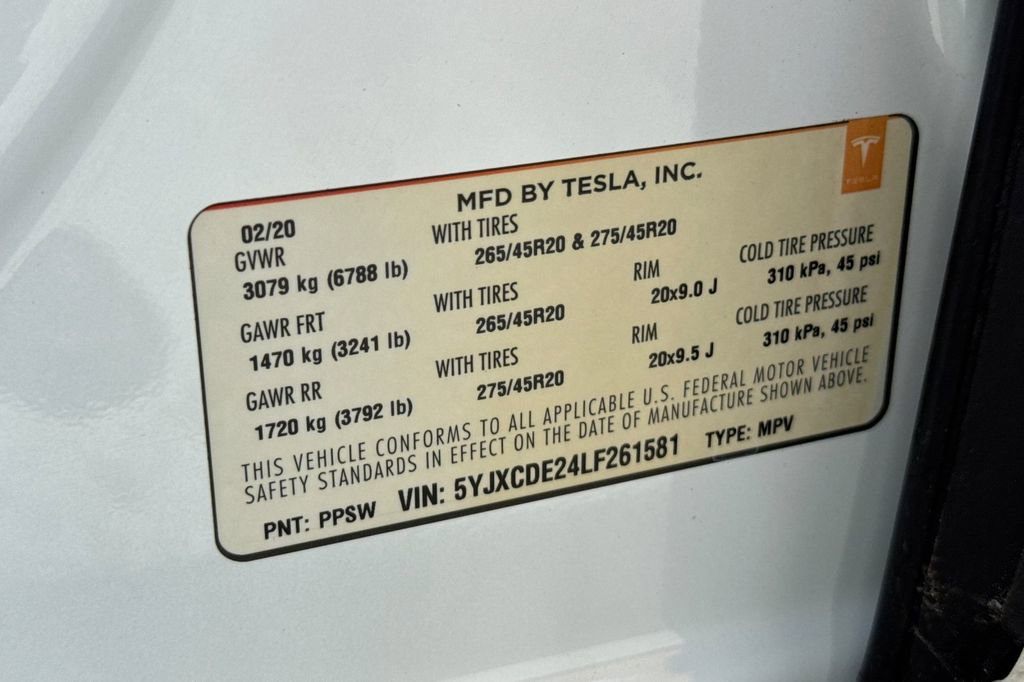 MFD BY TESLA, INC.
TESLA
02/20
GVWR WITH TIRES
3079 kg (6788 lb) 265/45R20 & 275/45R20
GAWR FRT WITH TIRES RIM COLD TIRE PRESSURE
1470 kg (3241 lb) 265/45R20 20x9.0 J 310 kPa, 45 psi
GAWR RR WITH TIRES RIM COLD TIRE PRESSURE
1720 kg (3792 lb) 275/45R20 20x9.5 J 310 kPa, 45 psi
THIS VEHICLE CONFORMS TO ALL APPLICABLE U.S. FEDERAL MOTOR VEHICLE
SAFETY STANDARDS IN EFFECT ON THE DATE OF MANUFACTURE SHOWN ABOVE.
PNT: PPSW VIN: 5YJXCDE24LF261581 TYPE: MPV